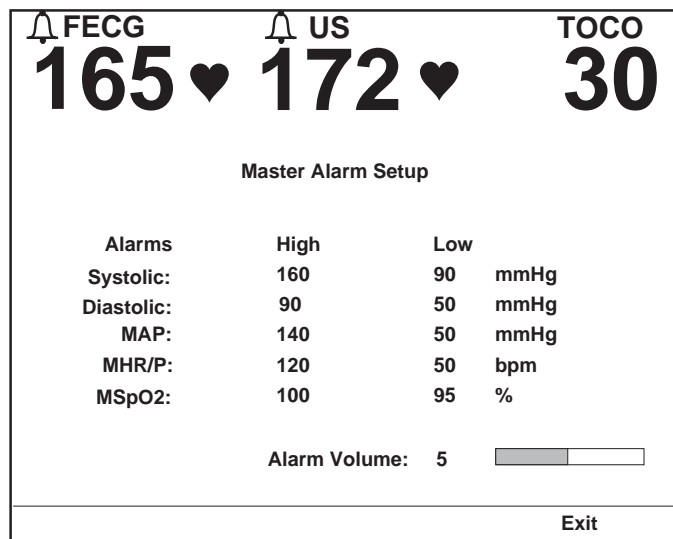 FECG US TOCO
165 172 30
Master Alarm Setup
Alarms High Low
Systolic: 160 90 mmHg
Diastolic: 90 50 mmHg
MAP: 140 50 mmHg
MHR/P: 120 50 bpm
MSpO2: 100 95 %
Alarm Volume: 5
Exit